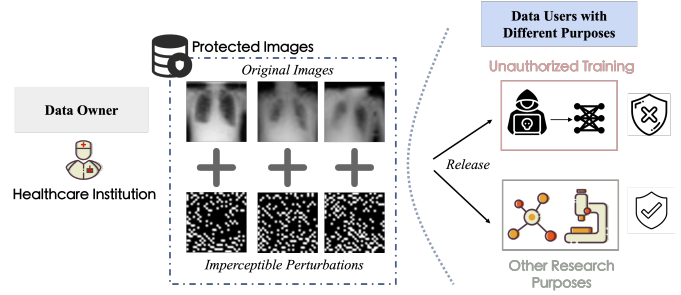 Data Owner
Healthcare Institution
Protected Images
Original Images
Imperceptible Perturbations
Release
Data Users with
Different Purposes
Unauthorized Training
Other Research
Purposes